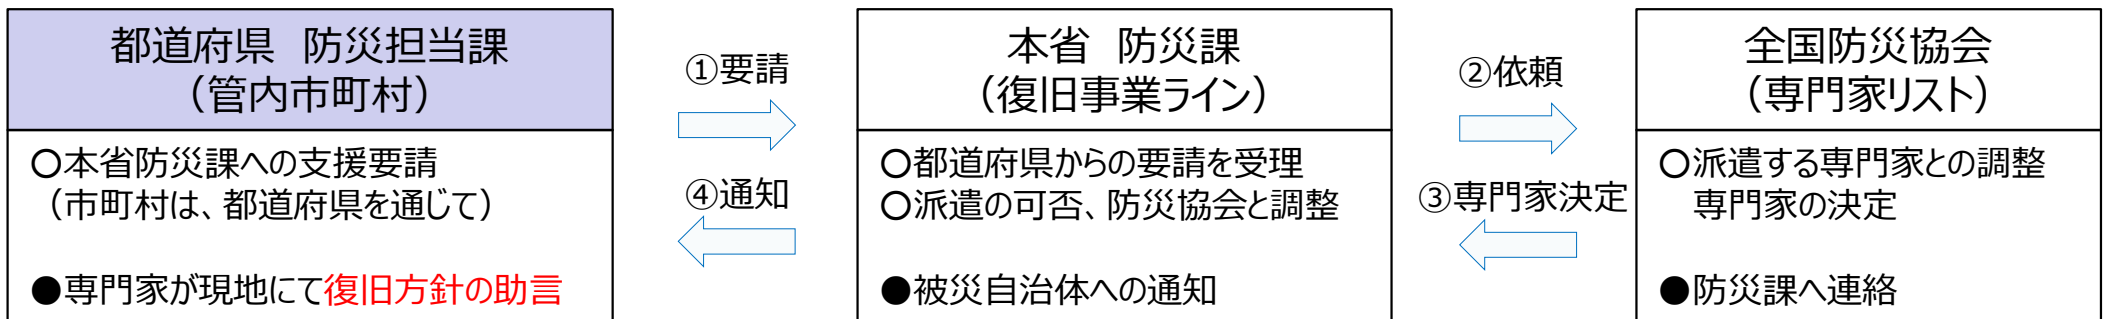 都道府県 防災担当課
（管内市町村）
〇本省防災課への支援要請
（市町村は、都道府県を通じて）
●専門家が現地にて復旧方針の助言
①要請
④通知
本省 防災課
（復旧事業ライン）
〇都道府県からの要請を受理
〇派遣の可否、防災協会と調整
●被災自治体への通知
②依頼
③専門家決定
全国防災協会
（専門家リスト）
〇派遣する専門家との調整
専門家の決定
●防災課へ連絡